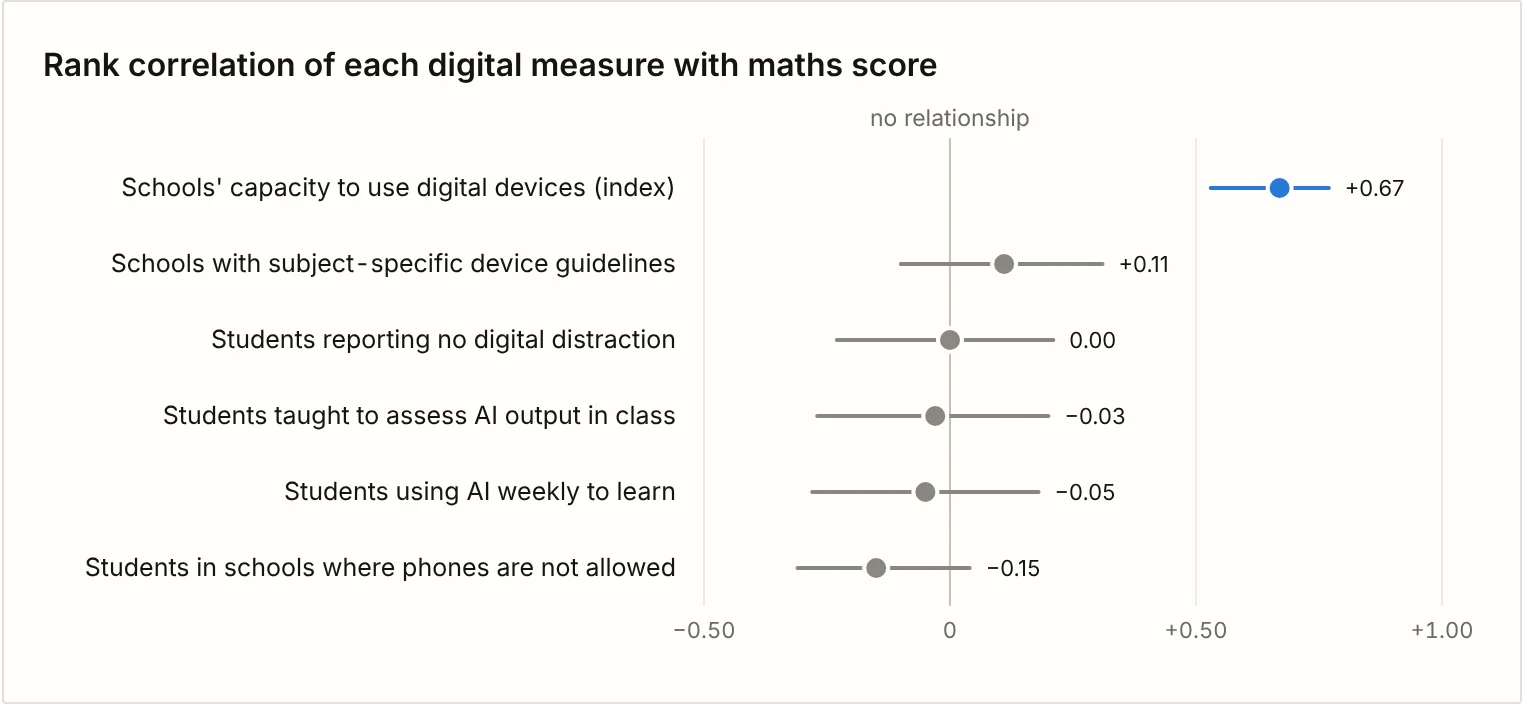 Rank correlation of each digital measure with maths score
no relationship
Schools' capacity to use digital devices (index) +0.67
Schools with subject-specific device guidelines +0.11
Students reporting no digital distraction 0.00
Students taught to assess AI output in class −0.03
Students using AI weekly to learn −0.05
Students in schools where phones are not allowed −0.15
−0.50 0 +0.50 +1.00